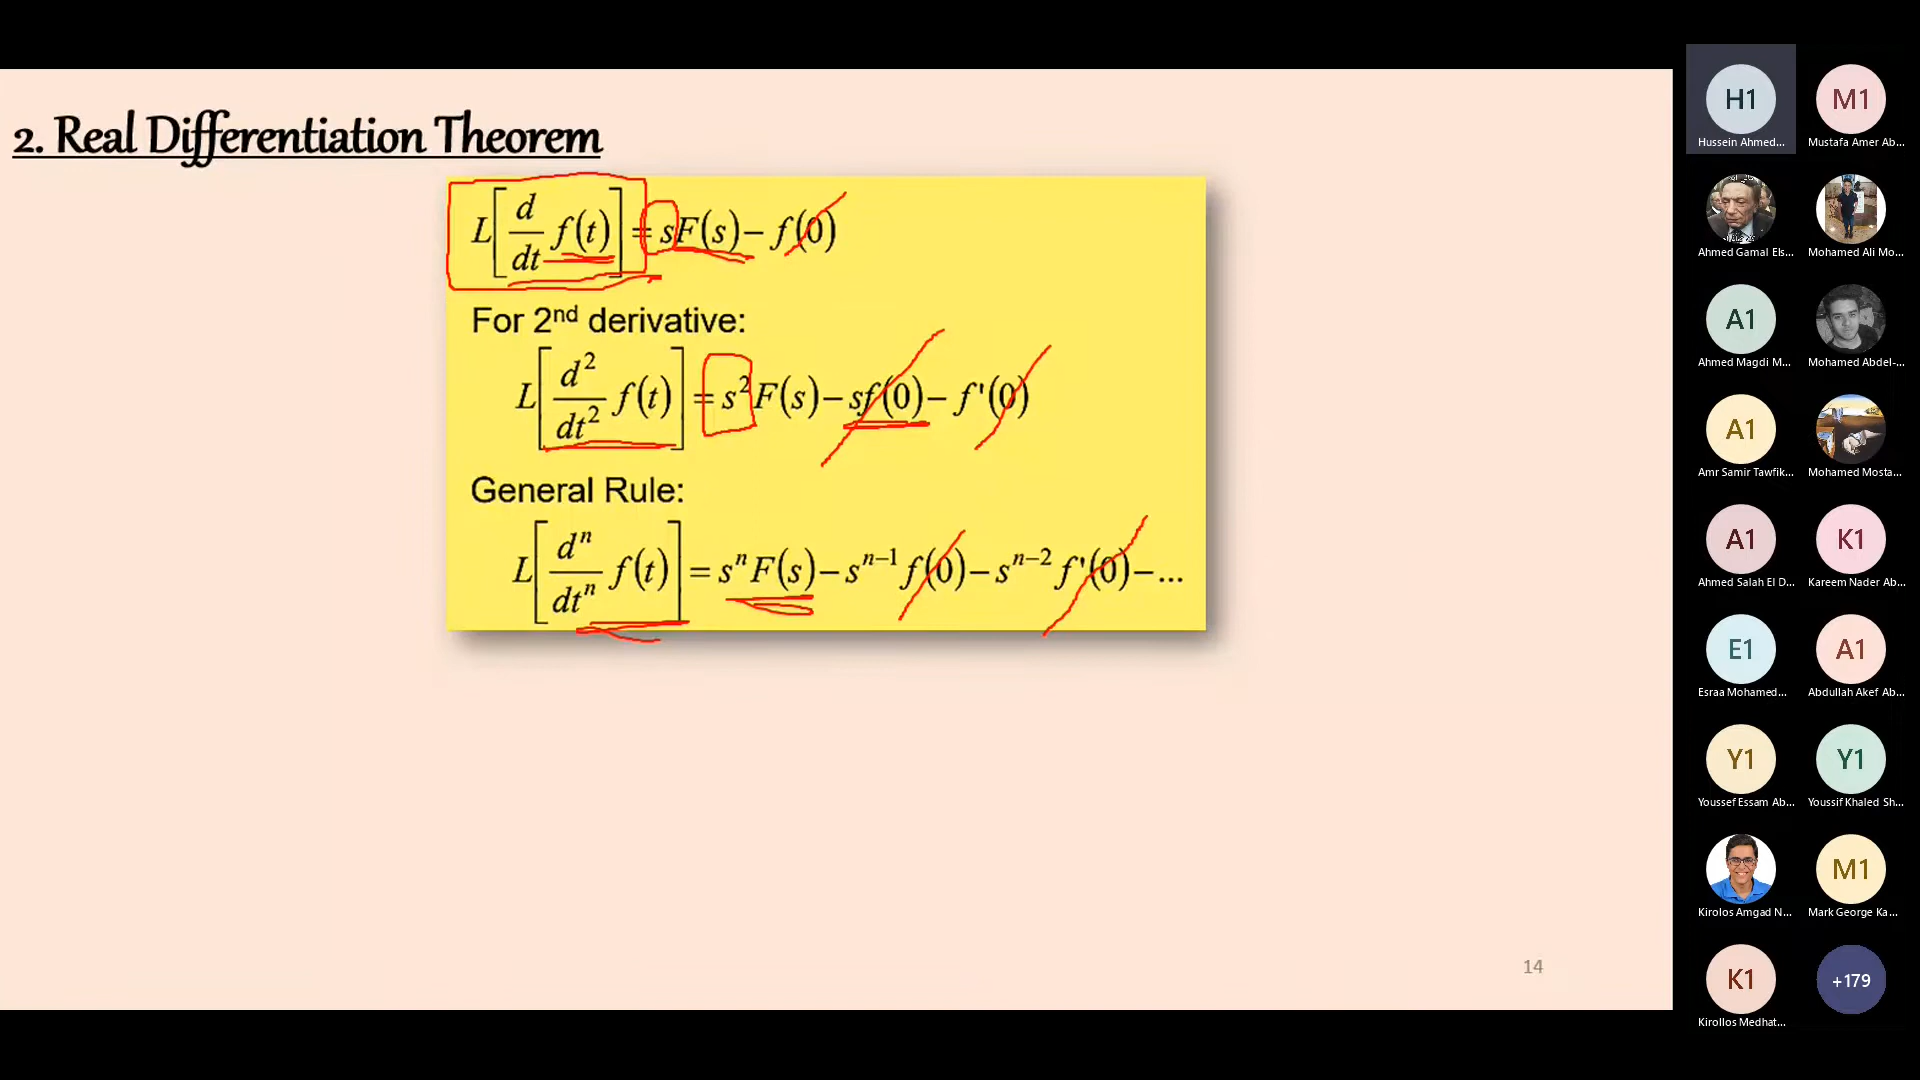 2. Real Differentiation Theorem
L[d/dt f(t)] = sF(s) − f(0)
For 2nd derivative:
L[d²/dt² f(t)] = s²F(s) − sf(0) − f'(0)
General Rule:
L[dⁿ/dtⁿ f(t)] = sⁿF(s) − sⁿ⁻¹ f(0) − sⁿ⁻² f'(0) − ...
14
H1
Hussein Ahmed...
M1
Mustafa Amer Ab...
Ahmed Gamal Els...
Mohamed Ali Mo...
A1
Ahmed Magdi M...
Mohamed Abdel-...
A1
Amr Samir Tawfik...
Mohamed Mosta...
A1
Ahmed Salah El D...
K1
Kareem Nader Ab...
E1
Esraa Mohamed...
A1
Abdullah Akef Ab...
Y1
Youssef Essam Ab...
Y1
Youssif Khaled Sh...
Kirolos Amgad N...
M1
Mark George Ka...
K1
Kirollos Medhat...
+179